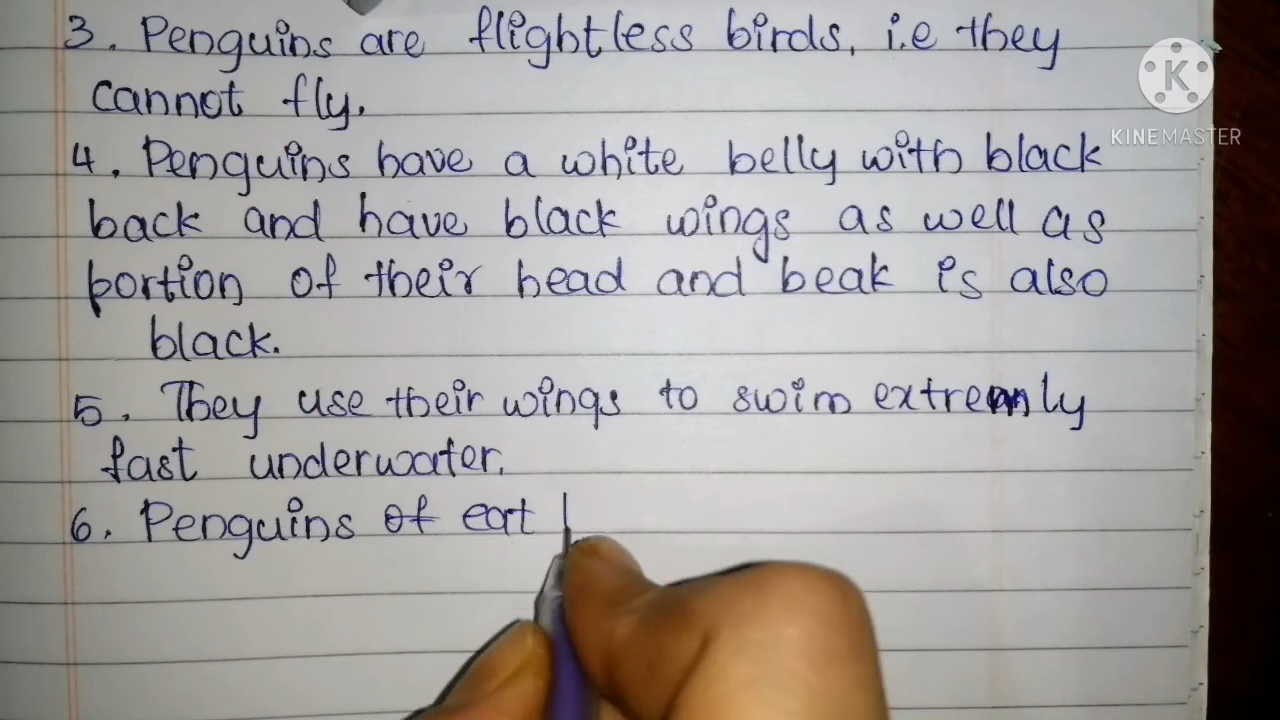 3. Penguins are flightless birds, i.e they
cannot fly.
4. Penguins have a white belly with black
back and have black wings as well as
portion of their head and beak is also
black.
5. They use their wings to swim extremly
fast underwater.
6. Penguins of eat
K
KINEMASTER